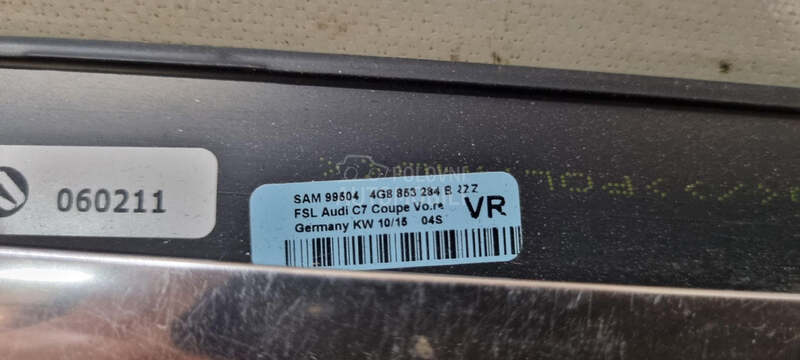 060211
SAM 99504 4G8 853 284 B 2ZZ
FSL Audi C7 Coupe Vo.re
VR
Germany KW 10/15 04S
POLOVNI